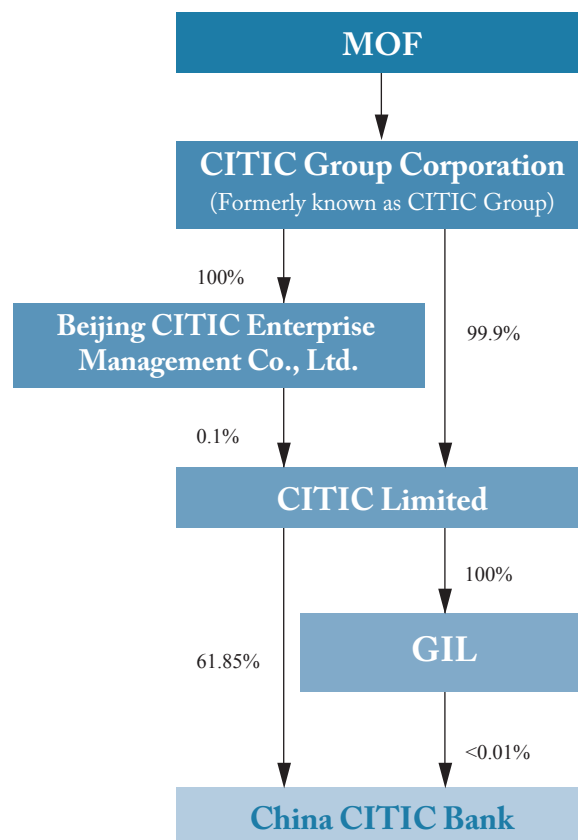 MOF
CITIC Group Corporation
(Formerly known as CITIC Group)
100%
Beijing CITIC Enterprise
Management Co., Ltd.
99.9%
0.1%
CITIC Limited
100%
GIL
61.85%
<0.01%
China CITIC Bank